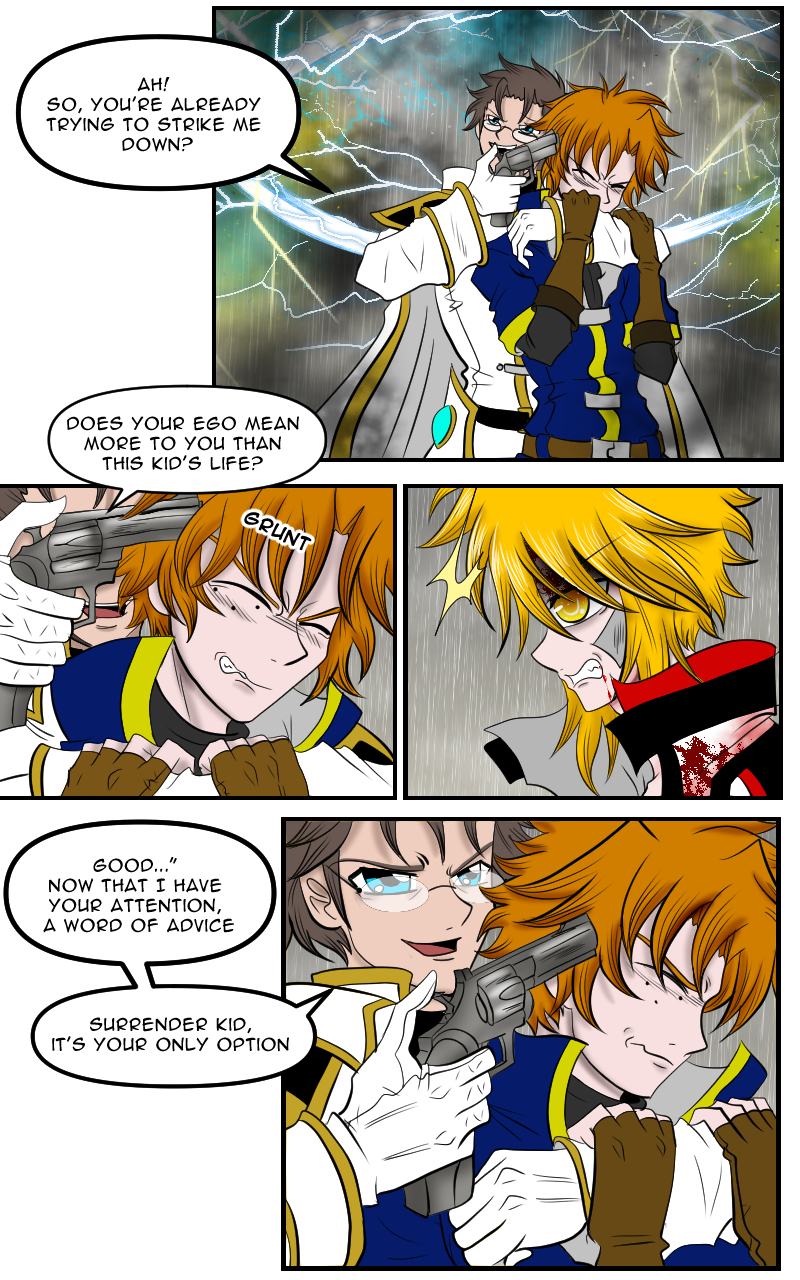 AH!
SO, YOU'RE ALREADY
TRYING TO STRIKE ME
DOWN?
DOES YOUR EGO MEAN
MORE TO YOU THAN
THIS KID'S LIFE?
GRUNT
GOOD..."
NOW THAT I HAVE
YOUR ATTENTION,
A WORD OF ADVICE
SURRENDER KID,
IT'S YOUR ONLY OPTION